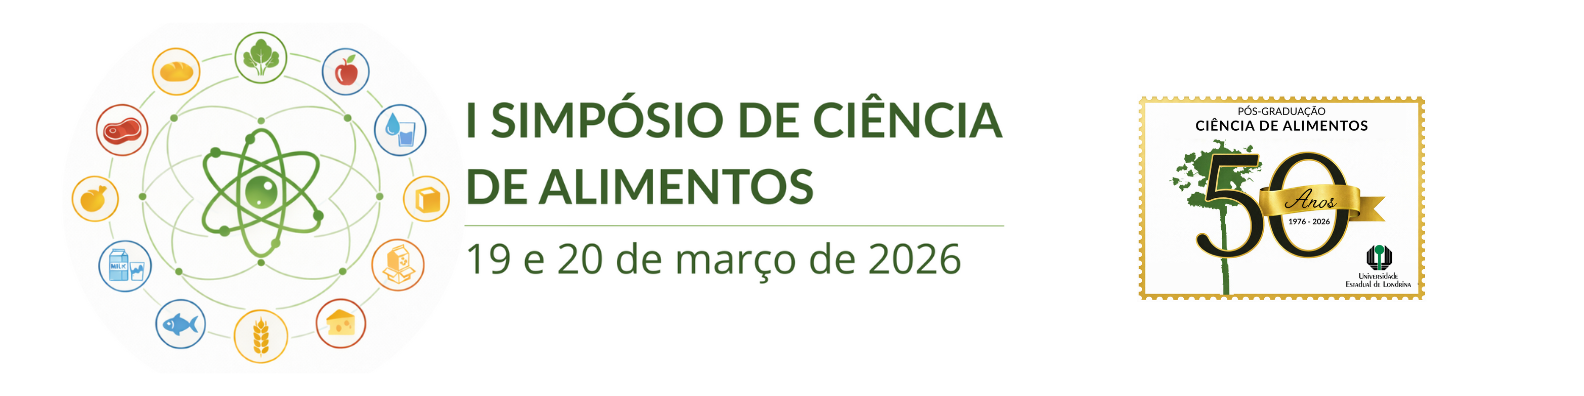 I SIMPÓSIO DE CIÊNCIA
DE ALIMENTOS
19 e 20 de março de 2026
MILK
PÓS-GRADUAÇÃO
CIÊNCIA DE ALIMENTOS
50
Anos
1976 - 2026
Universidade
Estadual de Londrina